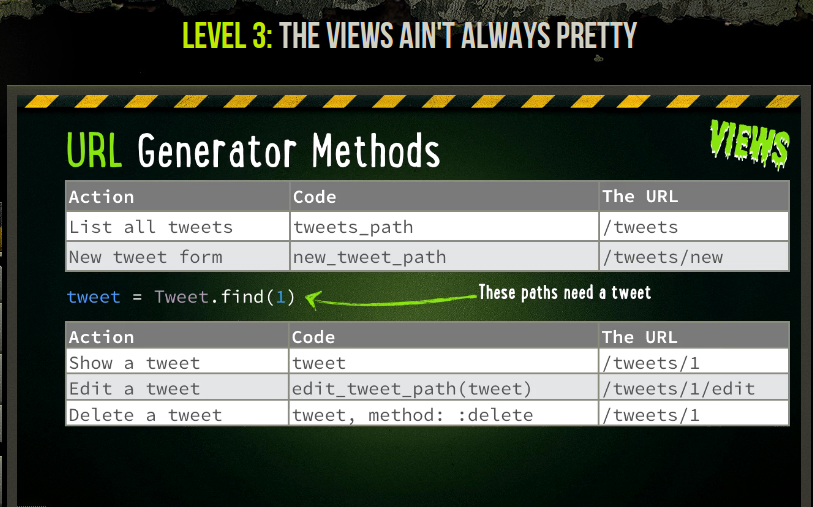 LEVEL 3: THE VIEWS AIN'T ALWAYS PRETTY
VIEWS
URL Generator Methods
Action Code The URL
List all tweets tweets_path /tweets
New tweet form new_tweet_path /tweets/new
tweet = Tweet.find(1) These paths need a tweet
Action Code The URL
Show a tweet tweet /tweets/1
Edit a tweet edit_tweet_path(tweet) /tweets/1/edit
Delete a tweet tweet, method: :delete /tweets/1